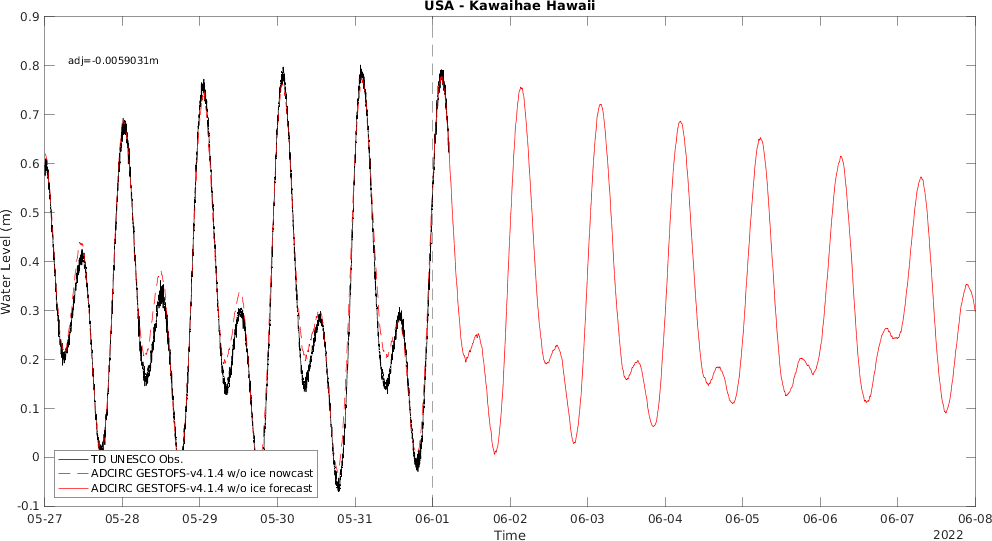 USA - Kawaihae Hawaii
adj=-0.0059031m
Water Level (m)
0.9
0.8
0.7
0.6
0.5
0.4
0.3
0.2
0.1
0
-0.1
TD UNESCO Obs.
ADCIRC GESTOFS-v4.1.4 w/o ice nowcast
ADCIRC GESTOFS-v4.1.4 w/o ice forecast
05-27 05-28 05-29 05-30 05-31 06-01 06-02 06-03 06-04 06-05 06-06 06-07 06-08
Time
2022